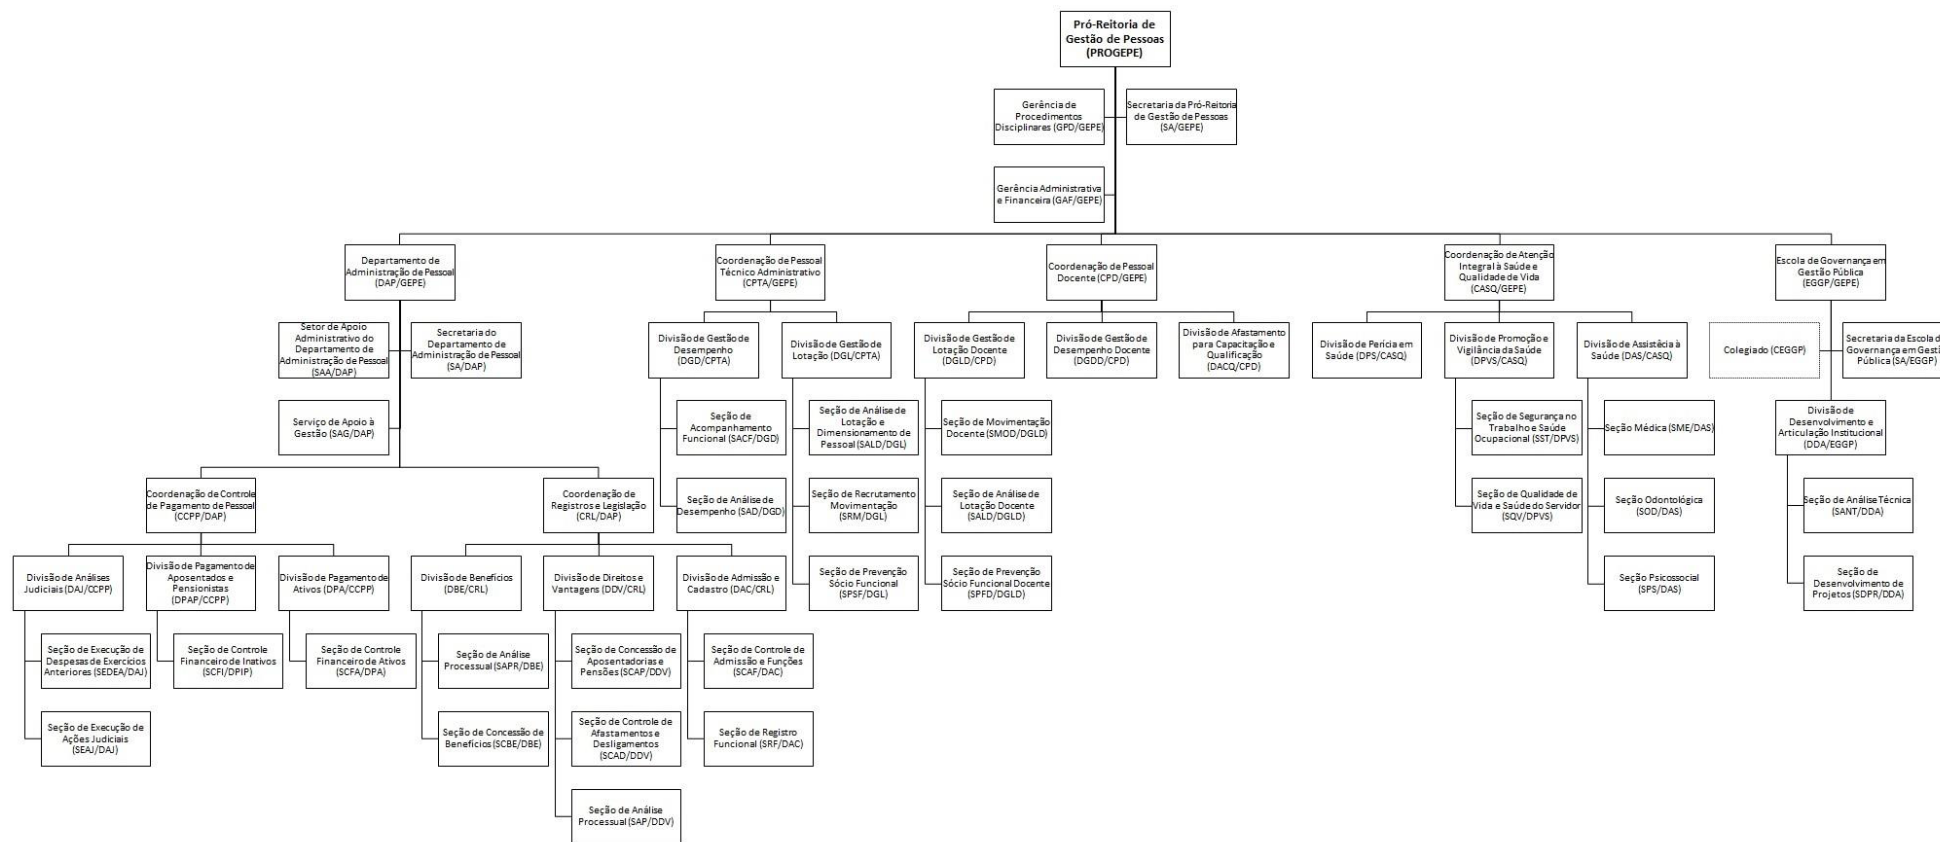 Pró-Reitoria de
Gestão de Pessoas
(PROGEPE)
Gerência de
Procedimentos
Disciplinares (GPD/GEPE)
Secretaria da Pró-Reitoria
de Gestão de Pessoas
(SA/GEPE)
Gerência Administrativa
e Financeira (GAF/GEPE)
Departamento de
Administração de Pessoal
(DAP/GEPE)
Coordenação de Pessoal
Técnico Administrativo
(CPTA/GEPE)
Coordenação de Pessoal
Docente (CPD/GEPE)
Coordenação de Atenção
Integral à Saúde e
Qualidade de Vida
(CASQ/GEPE)
Escola de Governança em
Gestão Pública
(EGGP/GEPE)
Setor de Apoio
Administrativo do
Departamento de
Administração de Pessoal
(SAA/DAP)
Secretaria do
Departamento de
Administração de Pessoal
(SA/DAP)
Divisão de Gestão de
Desempenho
(DGD/CPTA)
Divisão de Gestão de
Lotação (DGL/CPTA)
Divisão de Gestão de
Lotação Docente
(DGLD/CPD)
Divisão de Gestão de
Desempenho Docente
(DGDD/CPD)
Divisão de Afastamento
para Capacitação e
Qualificação
(DACQ/CPD)
Divisão de Perícia em
Saúde (DPS/CASQ)
Divisão de Promoção e
Vigilância da Saúde
(DPVS/CASQ)
Divisão de Assistêcia à
Saúde (DAS/CASQ)
Colegiado (CEGGP)
Secretaria da Escola de
Governança em Gestão
Pública (SA/EGGP)
Serviço de Apoio à
Gestão (SAG/DAP)
Seção de
Acompanhamento
Funcional (SACF/DGD)
Seção de Análise de
Lotação e
Dimensionamento de
Pessoal (SALD/DGL)
Seção de Movimentação
Docente (SMOD/DGLD)
Seção de Segurança no
Trabalho e Saúde
Ocupacional (SST/DPVS)
Seção Médica (SME/DAS)
Divisão de
Desenvolvimento e
Articulação Institucional
(DDA/EGGP)
Coordenação de Controle
de Pagamento de Pessoal
(CCPP/DAP)
Coordenação de
Registros e Legislação
(CRL/DAP)
Seção de Análise de
Desempenho (SAD/DGD)
Seção de Recrutamento
Movimentação
(SRM/DGL)
Seção de Análise de
Lotação Docente
(SALD/DGLD)
Seção de Qualidade de
Vida e Saúde do Servidor
(SQV/DPVS)
Seção Odontológica
(SOD/DAS)
Seção de Análise Técnica
(SANT/DDA)
Divisão de Análises
Judiciais (DAJ/CCPP)
Divisão de Pagamento de
Aposentados e
Pensionistas
(DPAP/CCPP)
Divisão de Pagamento de
Ativos (DPA/CCPP)
Divisão de Benefícios
(DBE/CRL)
Divisão de Direitos e
Vantagens (DDV/CRL)
Divisão de Admissão e
Cadastro (DAC/CRL)
Seção de Prevenção
Sócio Funcional
(SPSF/DGL)
Seção de Prevenção
Sócio Funcional Docente
(SPFD/DGLD)
Seção Psicossocial
(SPS/DAS)
Seção de
Desenvolvimento de
Projetos (SDPR/DDA)
Seção de Execução de
Despesas de Exercícios
Anteriores (SEDEA/DAJ)
Seção de Controle
Financeiro de Inativos
(SCFI/DPIP)
Seção de Controle
Financeiro de Ativos
(SCFA/DPA)
Seção de Análise
Processual (SAPR/DBE)
Seção de Concessão de
Aposentadorias e
Pensões (SCAP/DDV)
Seção de Controle de
Admissão e Funções
(SCAF/DAC)
Seção de Execução de
Ações Judiciais
(SEAJ/DAJ)
Seção de Concessão de
Benefícios (SCBE/DBE)
Seção de Controle de
Afastamentos e
Desligamentos
(SCAD/DDV)
Seção de Registro
Funcional (SRF/DAC)
Seção de Análise
Processual (SAP/DDV)